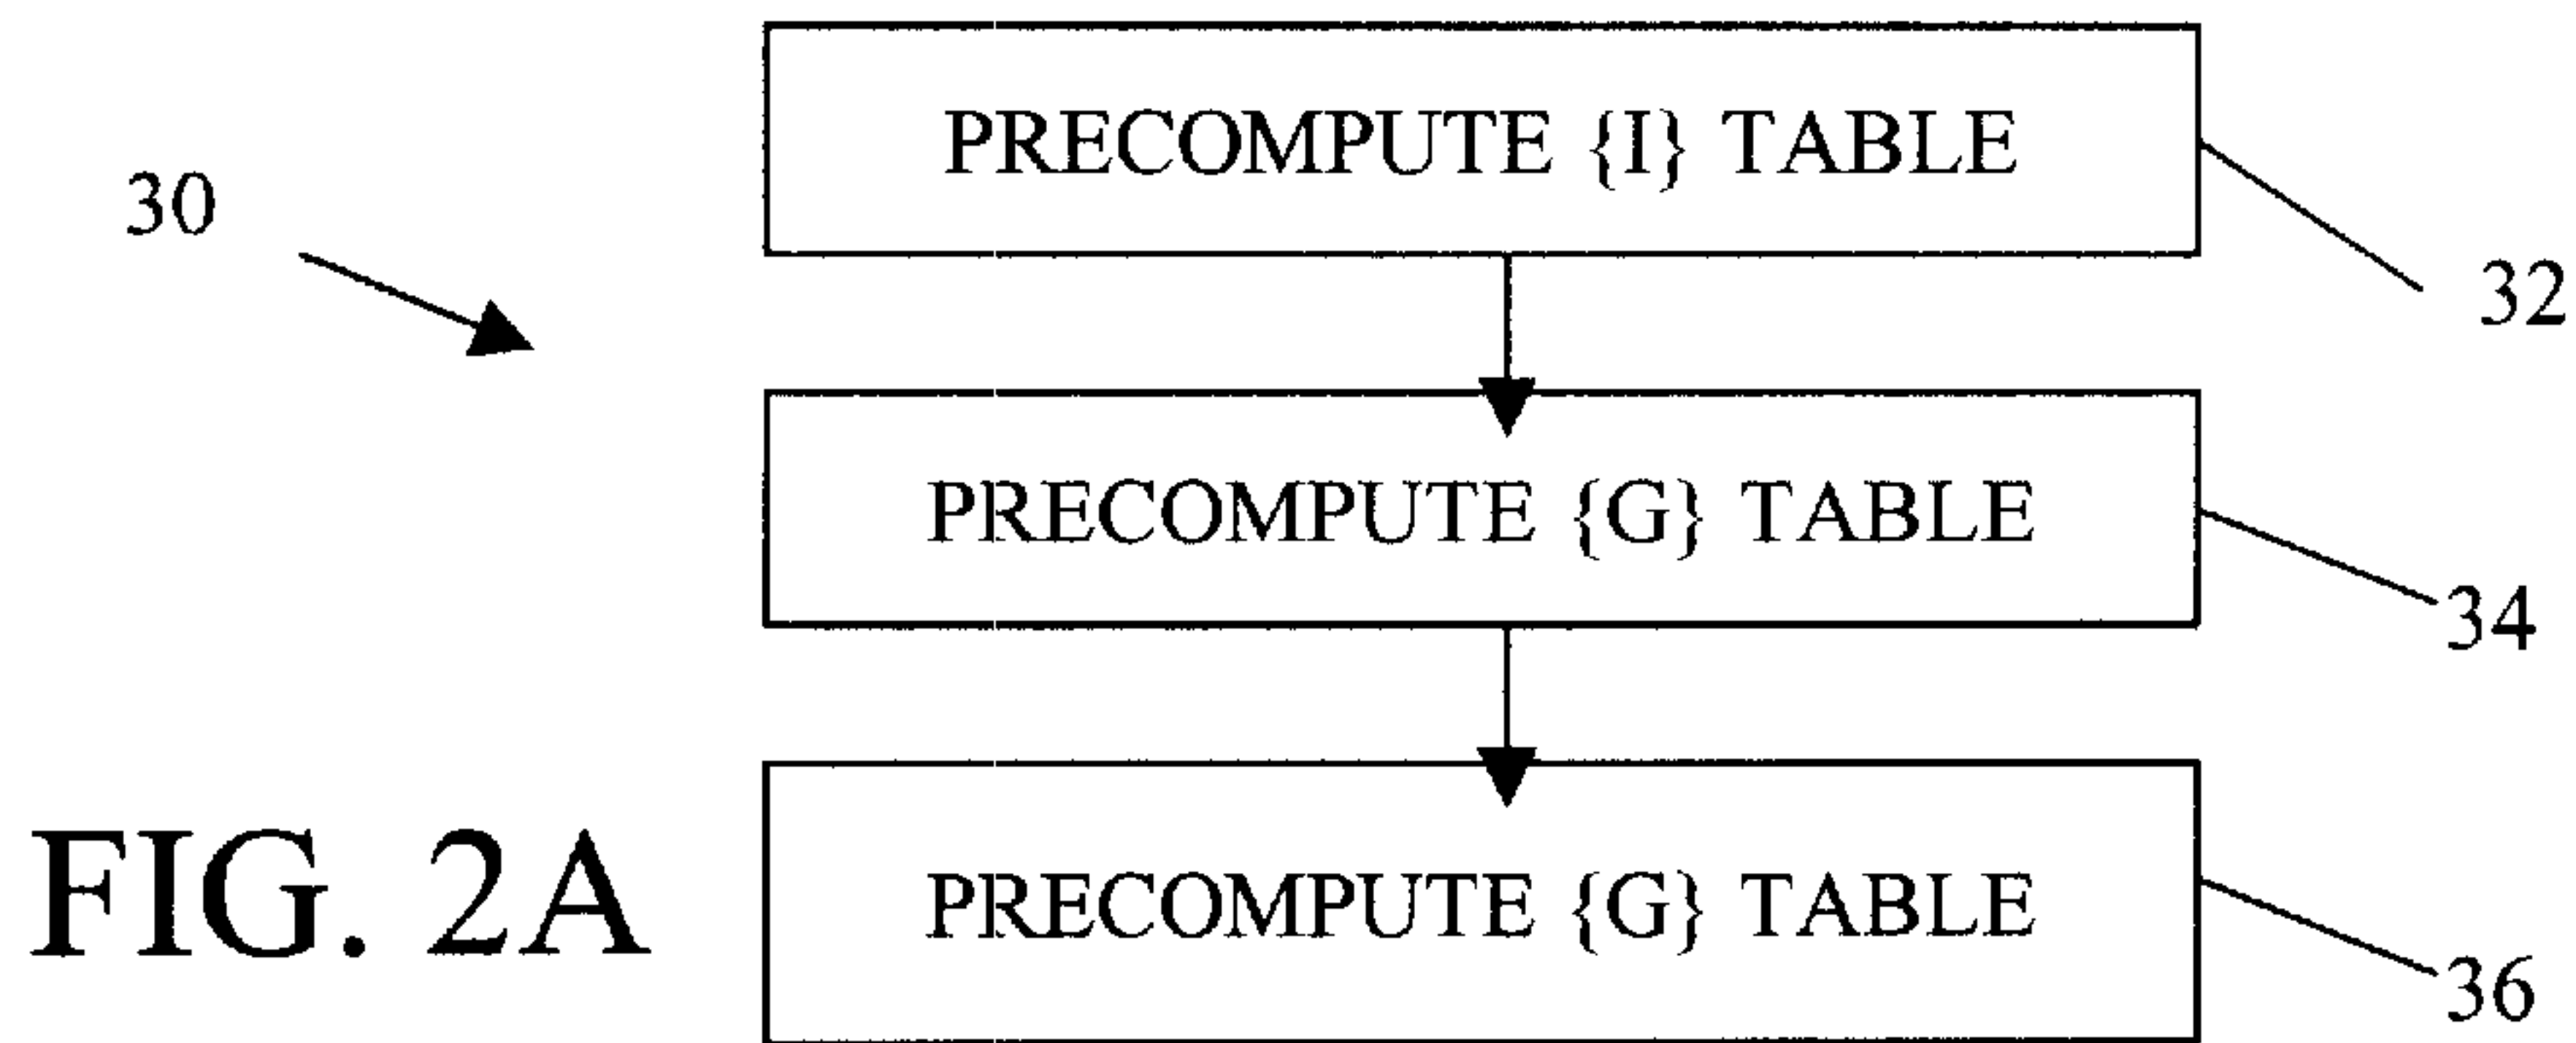 PRECOMPUTE {I} TABLE
30
32
PRECOMPUTE {G} TABLE
34
PRECOMPUTE {G} TABLE
FIG. 2A
36